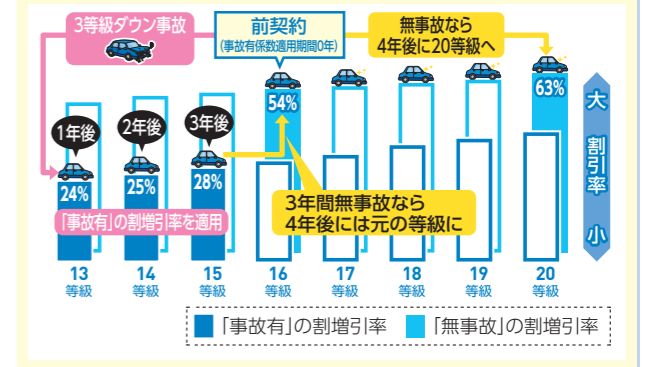 3等級ダウン事故
前契約
(事故有係数適用期間0年)
無事故なら
4年後に20等級へ
1年後
2年後
3年後
24%
25%
28%
54%
63%
「事故有」の割増引率を適用
3年間無事故なら
4年後には元の等級に
大
割引率
小
13
等級
14
等級
15
等級
16
等級
17
等級
18
等級
19
等級
20
等級
「事故有」の割増引率
「無事故」の割増引率